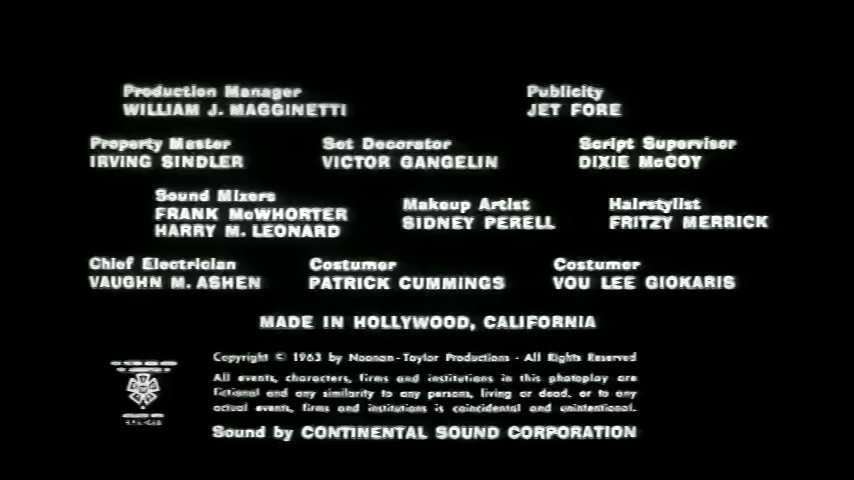 Production Manager
WILLIAM J. MAGGINETTI
Publicity
JET FORE
Property Master
IRVING SINDLER
Set Decorator
VICTOR GANGELIN
Script Supervisor
DIXIE McCOY
Sound Mixers
FRANK McWHORTER
HARRY M. LEONARD
Makeup Artist
SIDNEY PERELL
Hairstylist
FRITZY MERRICK
Chief Electrician
VAUGHN M. ASHEN
Costumer
PATRICK CUMMINGS
Costumer
VOU LEE GIOKARIS
MADE IN HOLLYWOOD, CALIFORNIA
Copyright © 1963 by Noonan-Taylor Productions - All Rights Reserved
All events, characters, firms and institutions in this photoplay are
fictional and any similarity to any persons, living or dead, or to any
actual events, firms and institutions is coincidental and unintentional.
Sound by CONTINENTAL SOUND CORPORATION